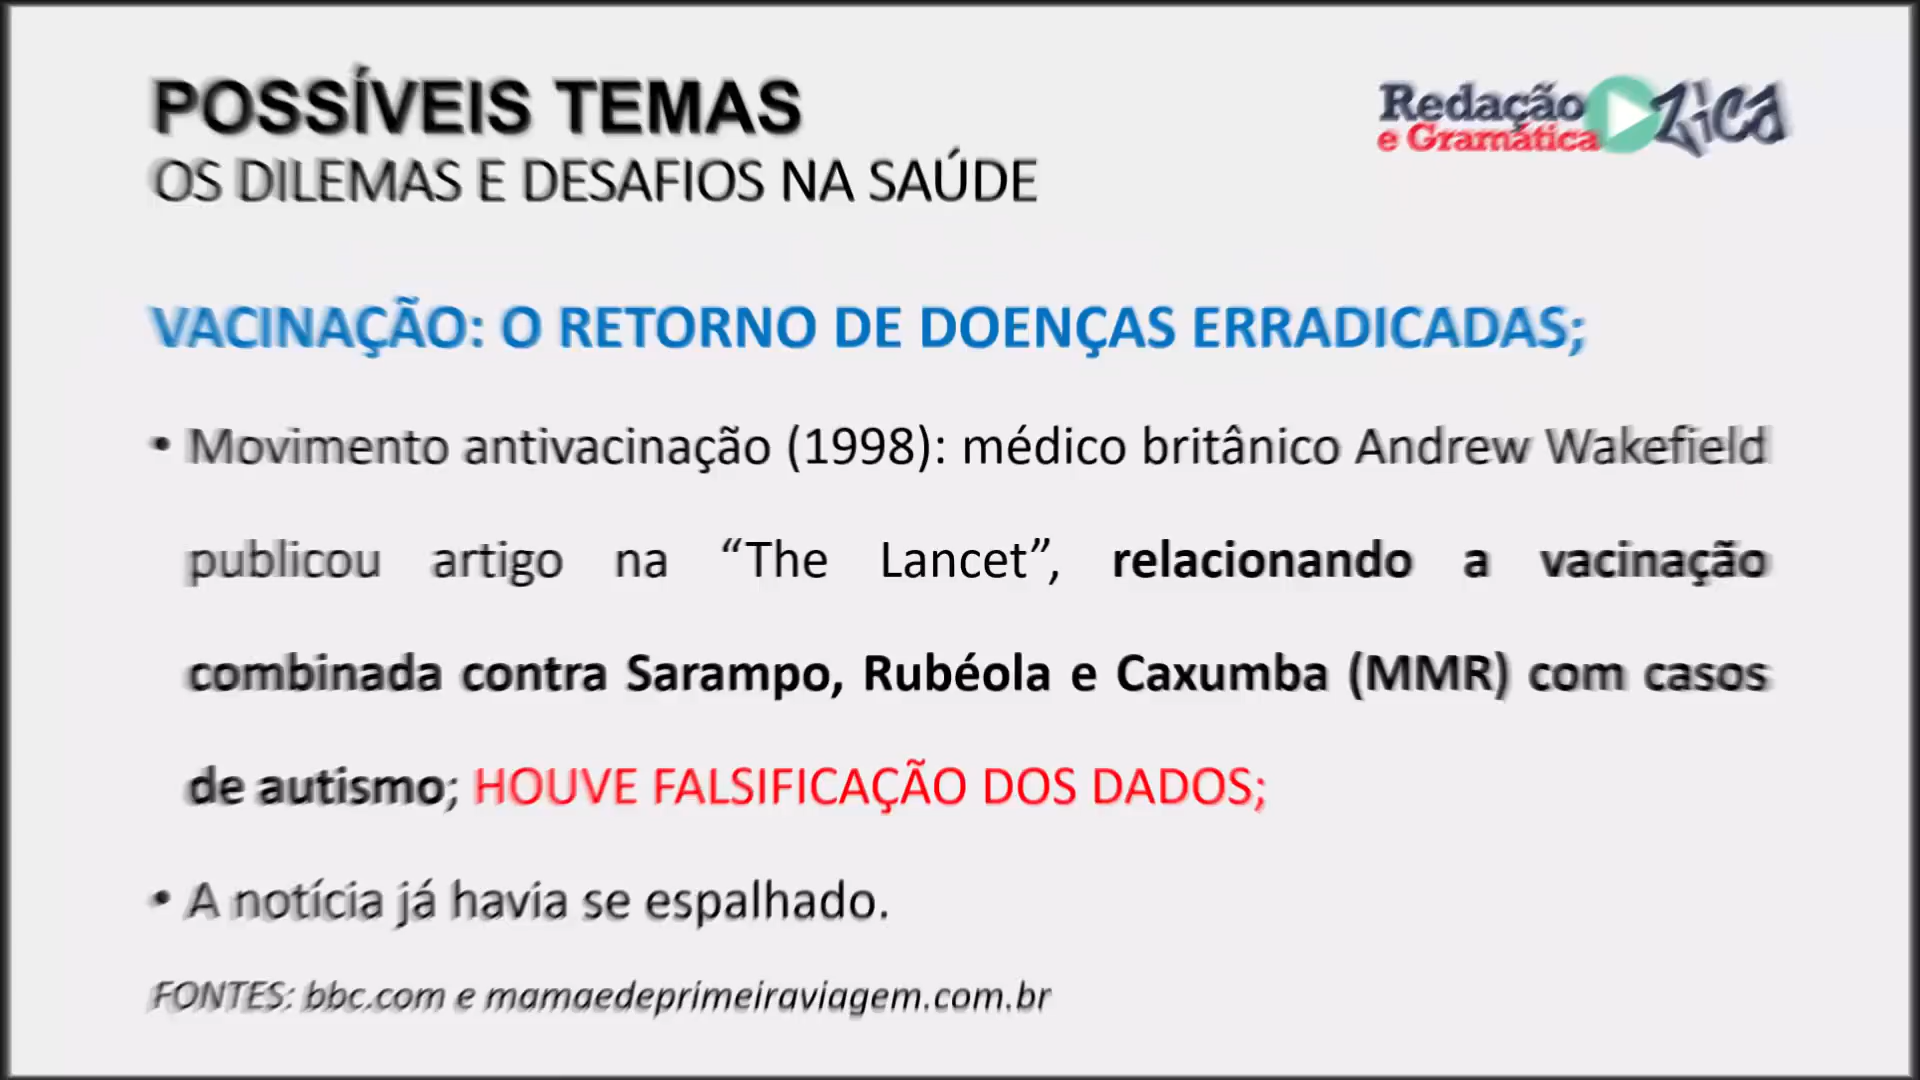 POSSÍVEIS TEMAS
OS DILEMAS E DESAFIOS NA SAÚDE
Redação
e Gramática
Zica
VACINAÇÃO: O RETORNO DE DOENÇAS ERRADICADAS;
• Movimento antivacinação (1998): médico britânico Andrew Wakefield
publicou artigo na “The Lancet”, relacionando a vacinação
combinada contra Sarampo, Rubéola e Caxumba (MMR) com casos
de autismo; HOUVE FALSIFICAÇÃO DOS DADOS;
• A notícia já havia se espalhado.
FONTES: bbc.com e mamaedeprimeiraviagem.com.br